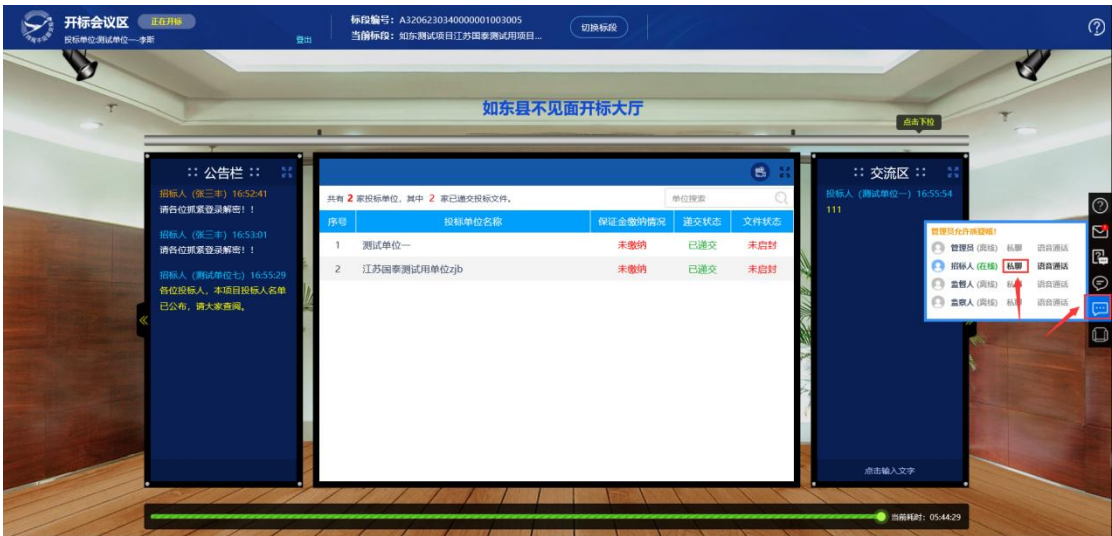 开标会议区 正在开标
投标单位:测试单位一--李斯 登出
标段编号：A3206230340000001003005
当前标段：如东测试项目江苏国泰测试用项目...
切换标段
如东县不见面开标大厅
点击下拉
:: 公告栏 ::
招标人（张三丰）16:52:41
请各位抓紧登录解密！！
招标人（张三丰）16:53:01
请各位抓紧登录解密！！
招标人（测试单位七）16:55:29
各位投标人，本项目投标人名单
已公布，请大家查阅。
共有 2 家投标单位，其中 2 家已递交投标文件。 单位搜索
序号 投标单位名称 保证金缴纳情况 递交状态 文件状态
1 测试单位一 未缴纳 已递交 未启封
2 江苏国泰测试用单位zjb 未缴纳 已递交 未启封
:: 交流区 ::
投标人（测试单位一）16:55:54
111
管理员允许质疑哦！
管理员 (离线) 私聊 语音通话
招标人 (在线) 私聊 语音通话
监督人 (离线) 私聊 语音通话
监察人 (离线) 私聊 语音通话
点击输入文字
当前耗时：05:44:29